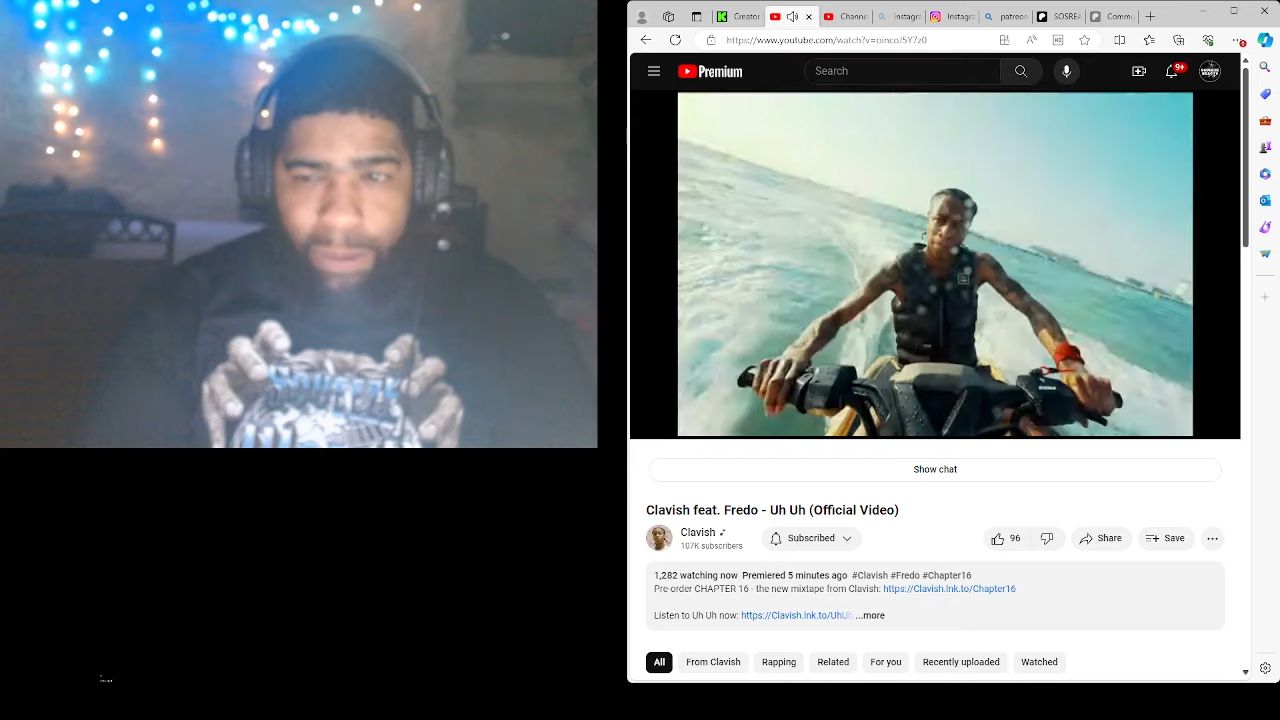 Creator
Channe
instagra
Instagra
patreon
SOSREA
Commu
https://www.youtube.com/watch?v=oincoJ5Y7z0
Premium
Search
9+
Show chat
Clavish feat. Fredo - Uh Uh (Official Video)
Clavish
107K subscribers
Subscribed
96
Share
Save
1,282 watching now Premiered 5 minutes ago #Clavish #Fredo #Chapter16
Pre-order CHAPTER 16 - the new mixtape from Clavish: https://Clavish.lnk.to/Chapter16
Listen to Uh Uh now: https://Clavish.lnk.to/UhUh ...more
All
From Clavish
Rapping
Related
For you
Recently uploaded
Watched